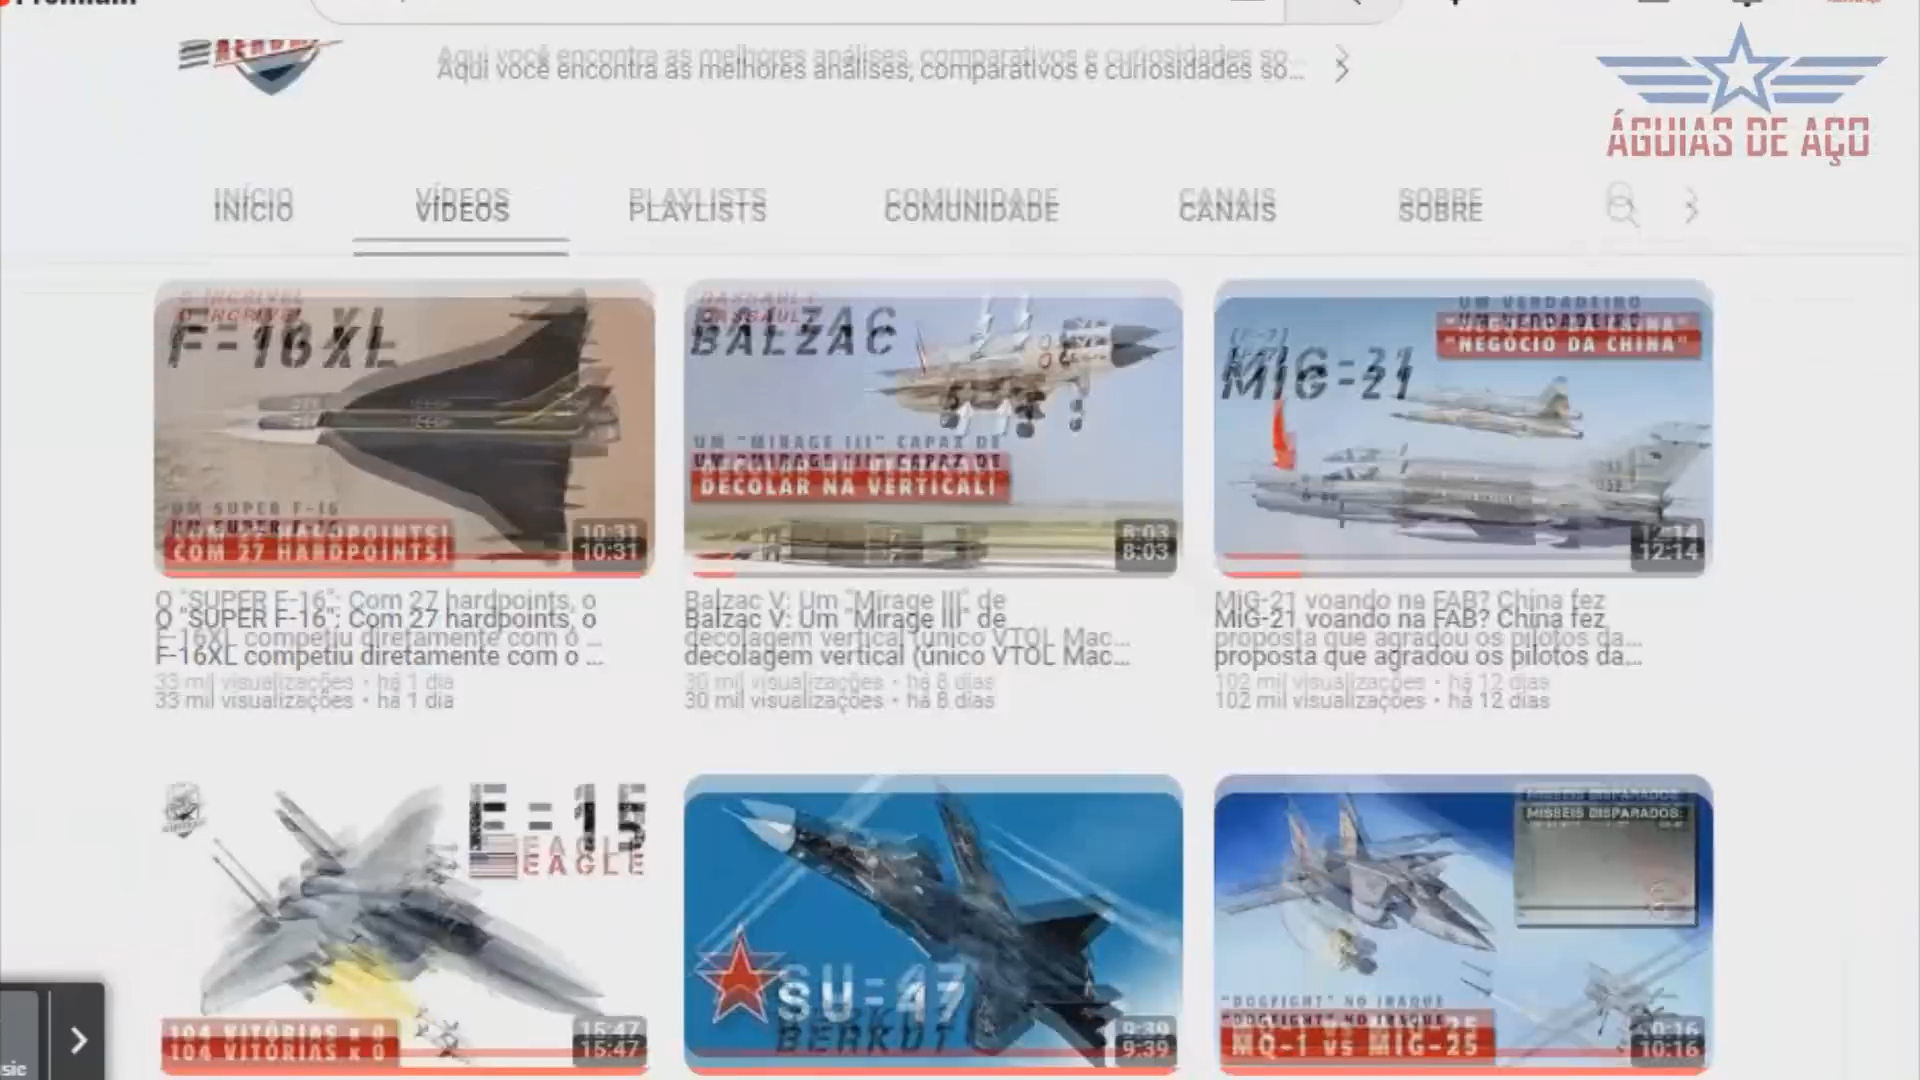 Premium
Aqui você encontra as melhores análises, comparativos e curiosidades so...
ÁGUIAS DE AÇO
INÍCIO
VÍDEOS
PLAYLISTS
COMUNIDADE
CANAIS
SOBRE
O INCRÍVEL
F-16XL
UM SUPER F-16
COM 27 HARDPOINTS!
10:31
DASSAULT
BALZAC
UM "MIRAGE III" CAPAZ DE
DECOLAR NA VERTICAL!
8:03
UM VERDADEIRO
"NEGÓCIO DA CHINA"
MIG-21
12:14
O "SUPER F-16": Com 27 hardpoints, o
F-16XL competiu diretamente com o ...
33 mil visualizações • há 1 dia
Balzac V: Um "Mirage III" de
decolagem vertical (único VTOL Mac...
30 mil visualizações • há 8 dias
MiG-21 voando na FAB? China fez
proposta que agradou os pilotos da...
102 mil visualizações • há 12 dias
F-15
EAGLE
104 VITÓRIAS x 0
15:47
SU-47
BERKUT
9:39
MÍSSEIS DISPARADOS:
"DOGFIGHT" NO IRAQUE
MQ-1 vs MIG-25
10:16
sic